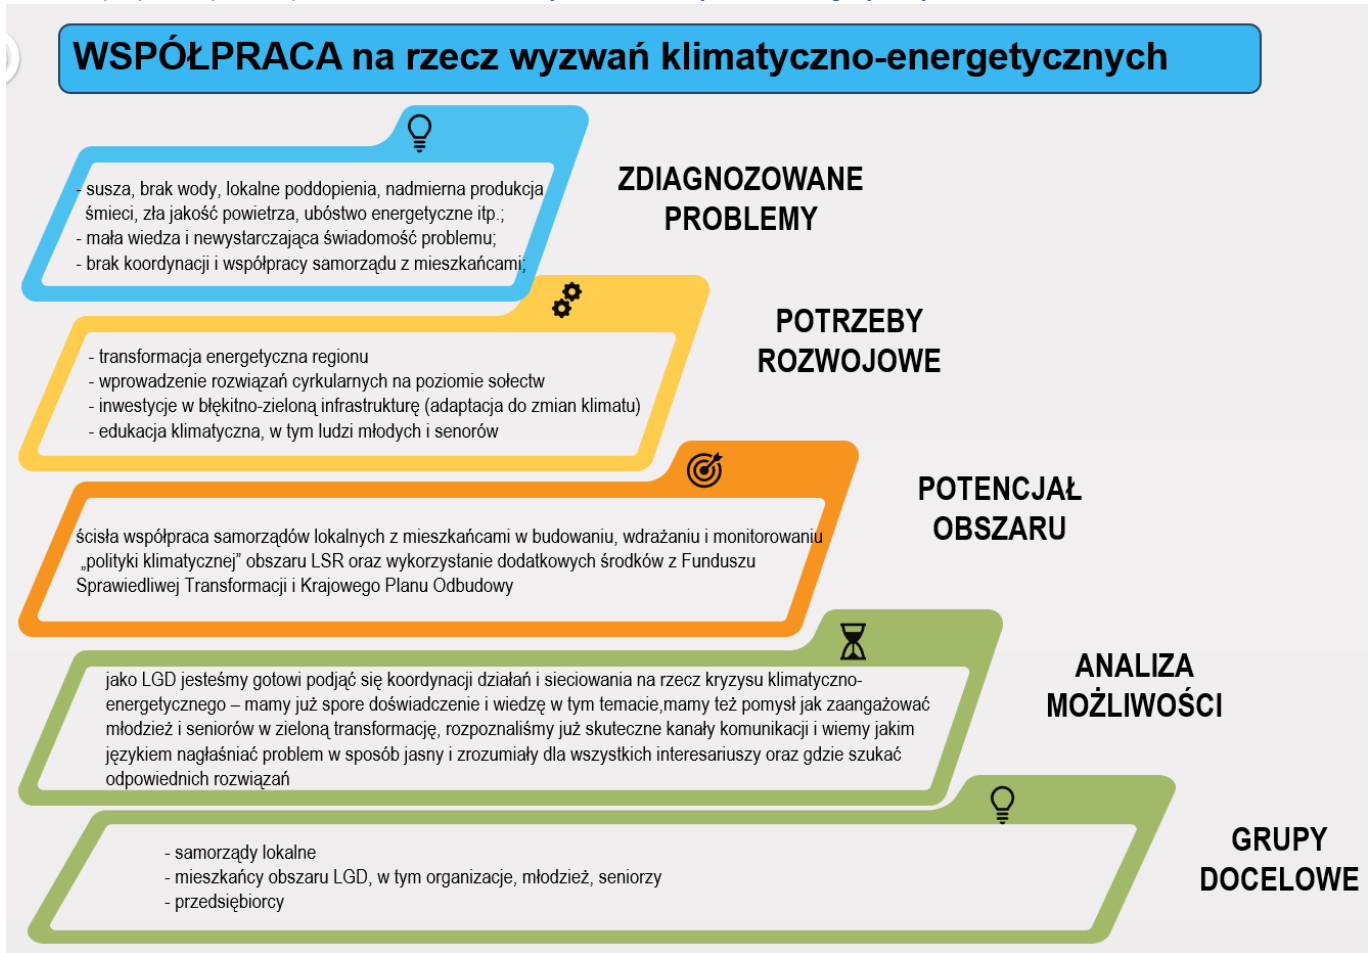 WSPÓŁPRACA na rzecz wyzwań klimatyczno-energetycznych
- susza, brak wody, lokalne poddopienia, nadmierna produkcja
śmieci, zła jakość powietrza, ubóstwo energetyczne itp.;
- mała wiedza i newystarczająca świadomość problemu;
- brak koordynacji i współpracy samorządu z mieszkańcami;
ZDIAGNOZOWANE
PROBLEMY
- transformacja energetyczna regionu
- wprowadzenie rozwiązań cyrkularnych na poziomie sołectw
- inwestycje w błękitno-zieloną infrastrukturę (adaptacja do zmian klimatu)
- edukacja klimatyczna, w tym ludzi młodych i senorów
POTRZEBY
ROZWOJOWE
ścisła współpraca samorządów lokalnych z mieszkańcami w budowaniu, wdrażaniu i monitorowaniu
„polityki klimatycznej” obszaru LSR oraz wykorzystanie dodatkowych środków z Funduszu
Sprawiedliwej Transformacji i Krajowego Planu Odbudowy
POTENCJAŁ
OBSZARU
jako LGD jesteśmy gotowi podjąć się koordynacji działań i sieciowania na rzecz kryzysu klimatyczno-
energetycznego – mamy już spore doświadczenie i wiedzę w tym temacie,mamy też pomysł jak zaangażować
młodzież i seniorów w zieloną transformację, rozpoznaliśmy już skuteczne kanały komunikacji i wiemy jakim
językiem nagłaśniać problem w sposób jasny i zrozumiały dla wszystkich interesariuszy oraz gdzie szukać
odpowiednich rozwiązań
ANALIZA
MOŻLIWOŚCI
- samorządy lokalne
- mieszkańcy obszaru LGD, w tym organizacje, młodzież, seniorzy
- przedsiębiorcy
GRUPY
DOCELOWE